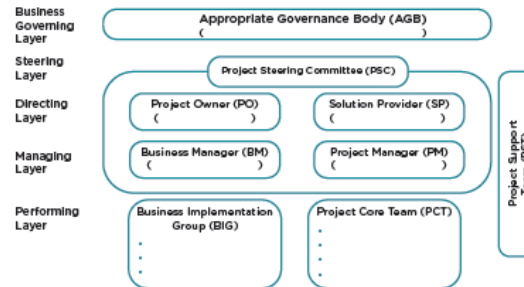 Business
Governing
Layer
Appropriate Governance Body (AGB)
( )
Steering
Layer
Project Steering Committee (PSC)
Directing
Layer
Project Owner (PO)
( )
Solution Provider (SP)
( )
Managing
Layer
Business Manager (BM)
( )
Project Manager (PM)
( )
Performing
Layer
Business Implementation
Group (BIG)
Project Core Team (PCT)
Project Support